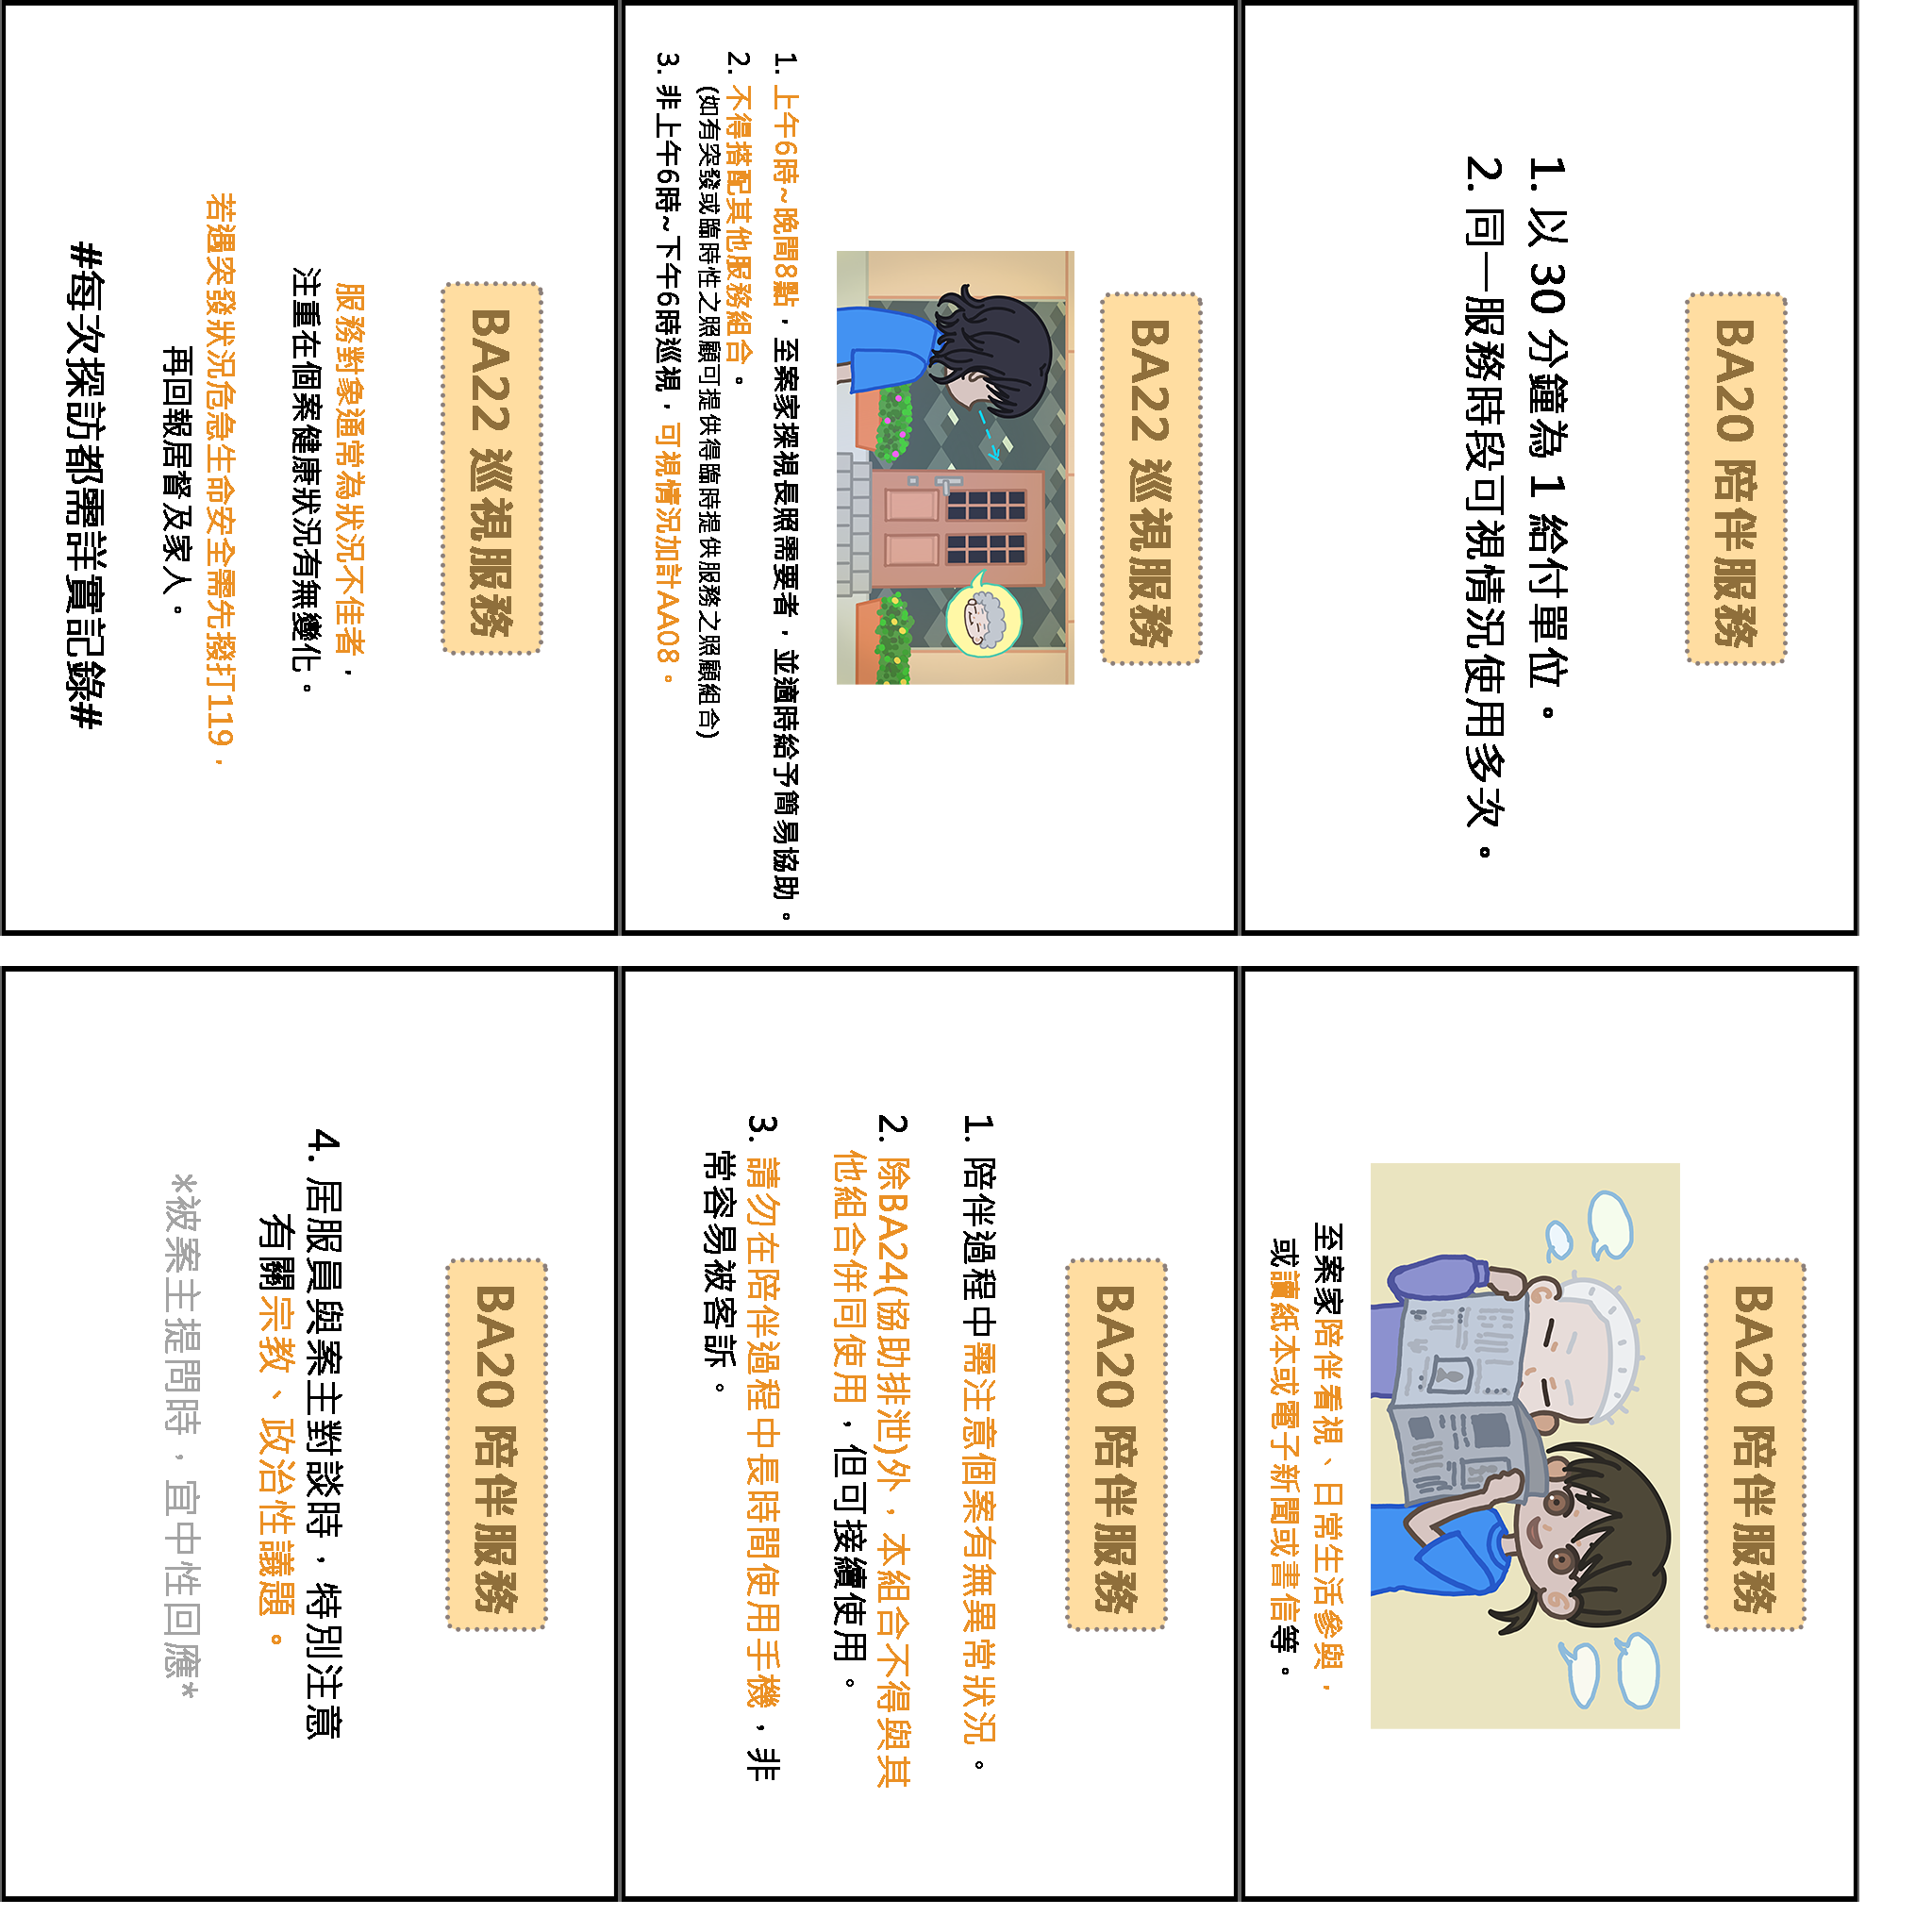 BA20 陪伴服務
1. 以 30 分鐘為 1 給付單位。
2. 同一服務時段可視情況使用多次。
BA20 陪伴服務
至案家陪伴看視、日常生活參與，
或讀紙本或電子新聞或書信等。
BA22 巡視服務
1. 上午6時~晚間8點，至案家探視長照需要者，並適時給予簡易協助。
2. 不得搭配其他服務組合。
(如有突發或臨時性之照顧可提供得臨時提供服務之照顧組合)
3. 非上午6時~下午6時巡視，可視情況加計AA08。
BA20 陪伴服務
1. 陪伴過程中需注意個案有無異常狀況。
2. 除BA24(協助排泄)外，本組合不得與其
他組合併同使用，但可接續使用。
3. 請勿在陪伴過程中長時間使用手機，非
常容易被客訴。
BA22 巡視服務
服務對象通常為狀況不佳者，
注重在個案健康狀況有無變化。
若遇突發狀況危急生命安全需先撥打119，
再回報居督及家人。
#每次探訪都需詳實記錄#
BA20 陪伴服務
4. 居服員與案主對談時，特別注意
有關宗教、政治性議題。
*被案主提問時，宜中性回應*